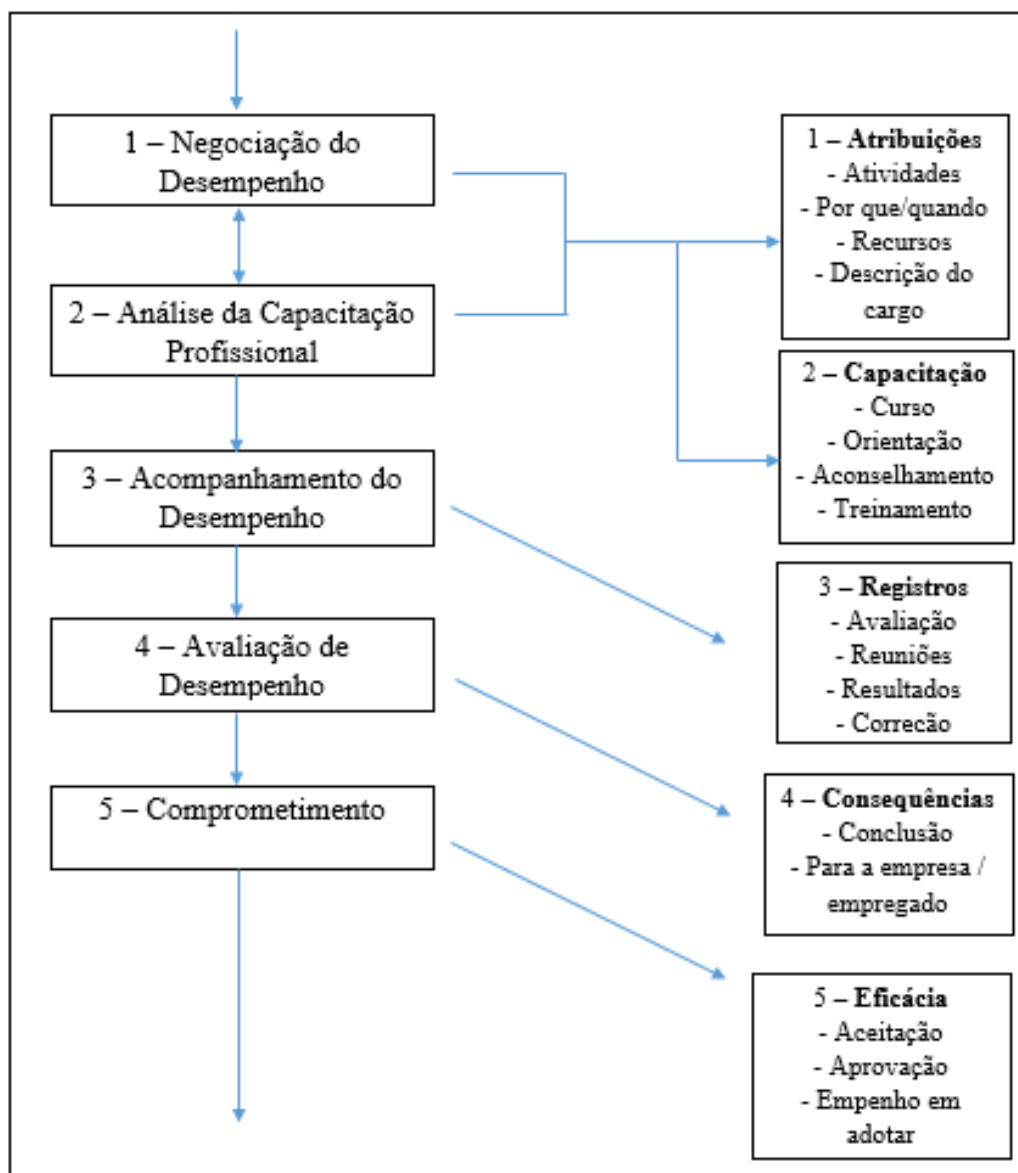 1 – Negociação do
Desempenho
2 – Análise da Capacitação
Profissional
3 – Acompanhamento do
Desempenho
4 – Avaliação de
Desempenho
5 – Comprometimento
1 – Atribuições
- Atividades
- Por que/quando
- Recursos
- Descrição do
cargo
2 – Capacitação
- Curso
- Orientação
- Aconselhamento
- Treinamento
3 – Registros
- Avaliação
- Reuniões
- Resultados
- Correcão
4 – Consequências
- Conclusão
- Para a empresa /
empregado
5 – Eficácia
- Aceitação
- Aprovação
- Empenho em
adotar